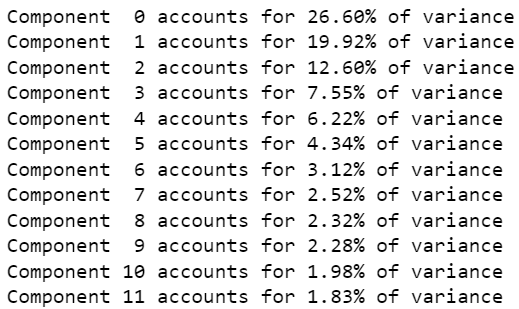 Component  0 accounts for 26.60% of variance
Component  1 accounts for 19.92% of variance
Component  2 accounts for 12.60% of variance
Component  3 accounts for 7.55% of variance
Component  4 accounts for 6.22% of variance
Component  5 accounts for 4.34% of variance
Component  6 accounts for 3.12% of variance
Component  7 accounts for 2.52% of variance
Component  8 accounts for 2.32% of variance
Component  9 accounts for 2.28% of variance
Component 10 accounts for 1.98% of variance
Component 11 accounts for 1.83% of variance